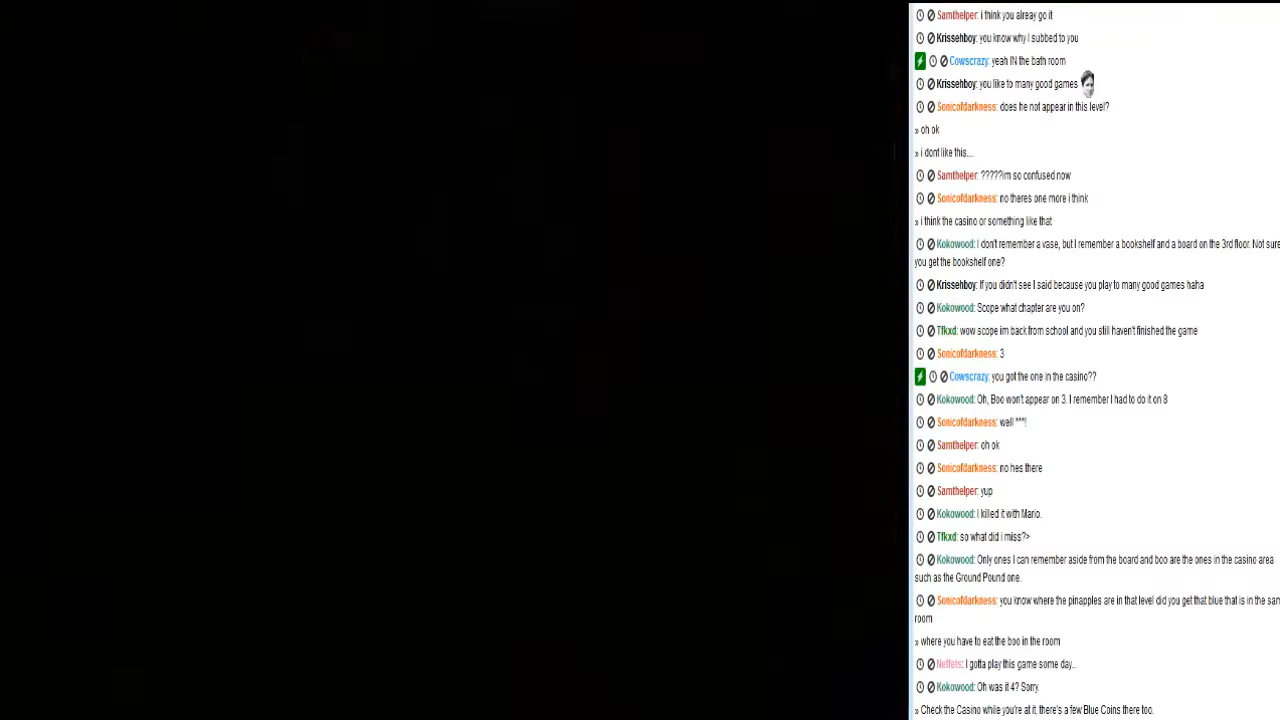 Samthelper: i think you alreay go it
Krissehboy: you know why I subbed to you
Cowscrazy: yeah IN the bath room
Krissehboy: you like to many good games
Sonicofdarkness: does he not appear in this level?
» oh ok
» i dont like this...
Samthelper: ?????im so confused now
Sonicofdarkness: no theres one more i think
» i think the casino or something like that
Kokowood: I don't remember a vase, but I remember a bookshelf and a board on the 3rd floor. Not sure
you get the bookshelf one?
Krissehboy: If you didn't see I said because you play to many good games haha
Kokowood: Scope what chapter are you on?
Tfkxd: wow scope im back from school and you still haven't finished the game
Sonicofdarkness: 3
Cowscrazy: you got the one in the casino??
Kokowood: Oh, Boo won't appear on 3. I remember I had to do it on 8
Sonicofdarkness: well ***!
Samthelper: oh ok
Sonicofdarkness: no hes there
Samthelper: yup
Kokowood: I killed it with Mario.
Tfkxd: so what did i miss?>
Kokowood: Only ones I can remember aside from the board and boo are the ones in the casino area
such as the Ground Pound one.
Sonicofdarkness: you know where the pinapples are in that level did you get that blue that is in the sam
room
» where you have to eat the boo in the room
Nelfets: I gotta play this game some day..
Kokowood: Oh was it 4? Sorry.
» Check the Casino while you're at it, there's a few Blue Coins there too.